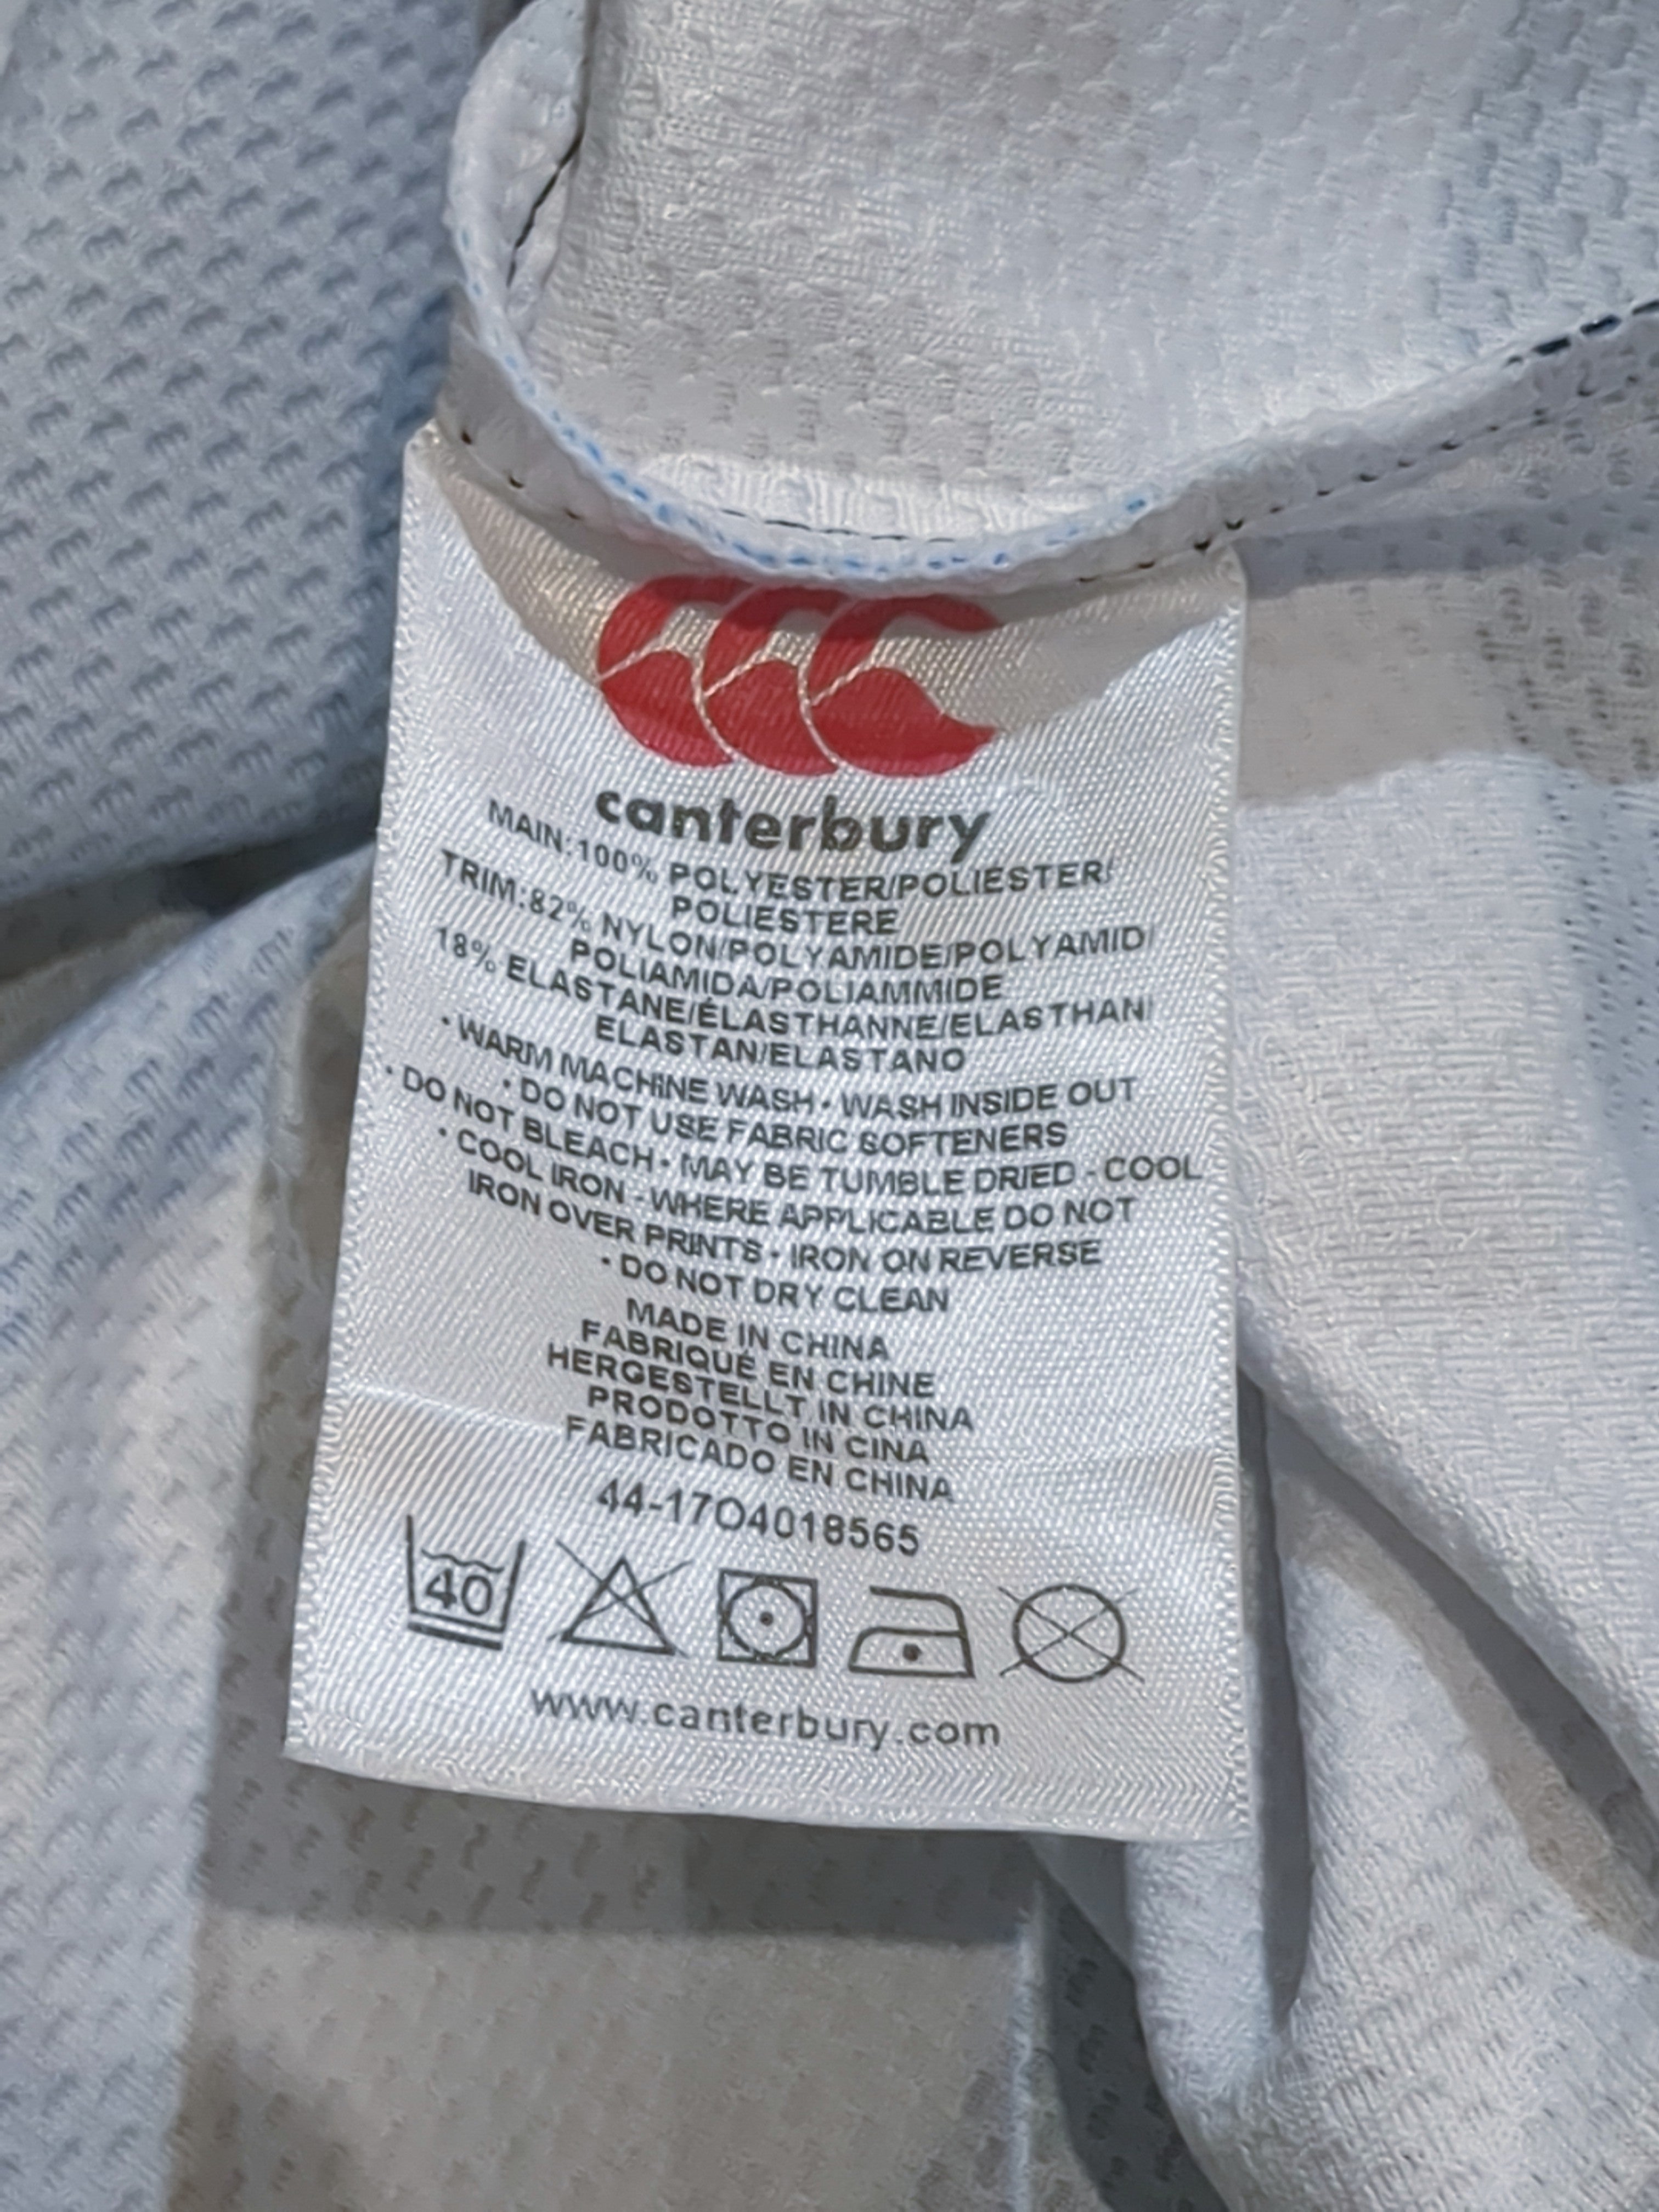 canterbury
MAIN:100% POLYESTER/POLIESTER/
POLIESTERE
TRIM:82% NYLON/POLYAMIDE/POLYAMID/
POLIAMIDA/POLIAMMIDE
18% ELASTANE/ÉLASTHANNE/ELASTHAN/
ELASTAN/ELASTANO
• WARM MACHINE WASH • WASH INSIDE OUT
• DO NOT USE FABRIC SOFTENERS
• DO NOT BLEACH • MAY BE TUMBLE DRIED - COOL
• COOL IRON - WHERE APPLICABLE DO NOT
IRON OVER PRINTS • IRON ON REVERSE
• DO NOT DRY CLEAN
MADE IN CHINA
FABRIQUÉ EN CHINE
HERGESTELLT IN CHINA
PRODOTTO IN CINA
FABRICADO EN CHINA
44-17O4018565
40
www.canterbury.com